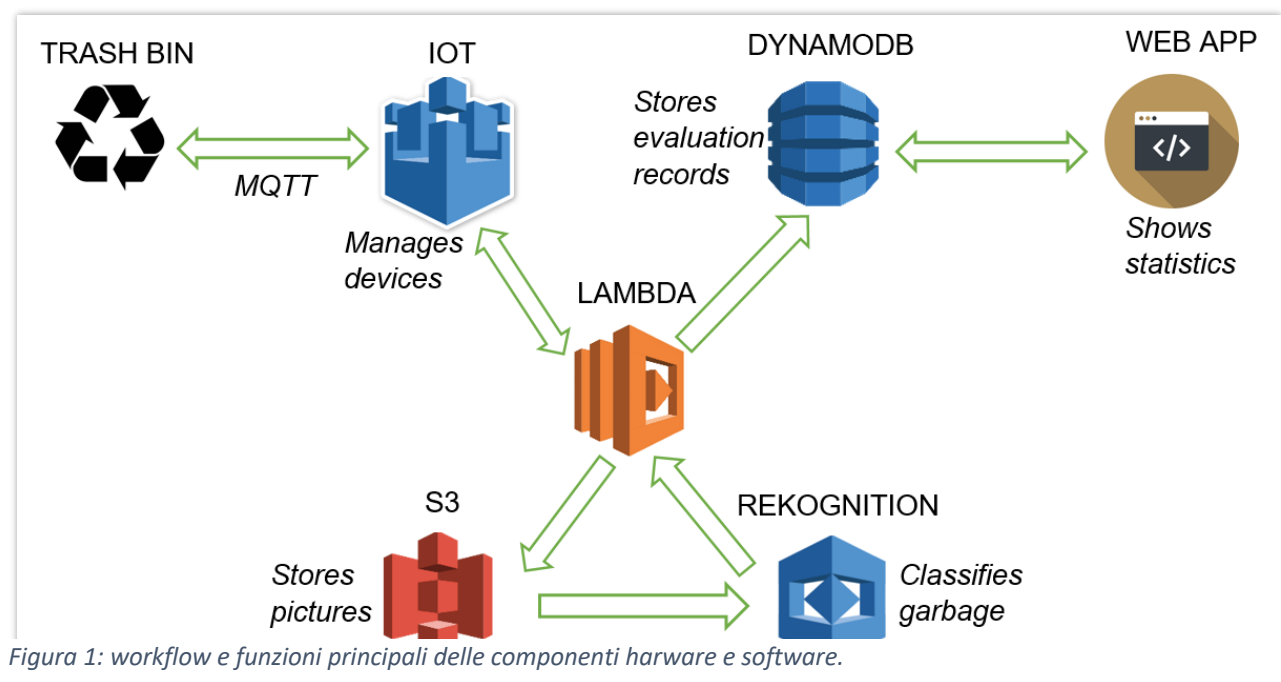 TRASH BIN
IOT
DYNAMODB
WEB APP
Stores
evaluation
records
</>
MQTT
Manages
devices
Shows
statistics
LAMBDA
S3
REKOGNITION
Stores
pictures
Classifies
garbage
Figura 1: workflow e funzioni principali delle componenti harware e software.